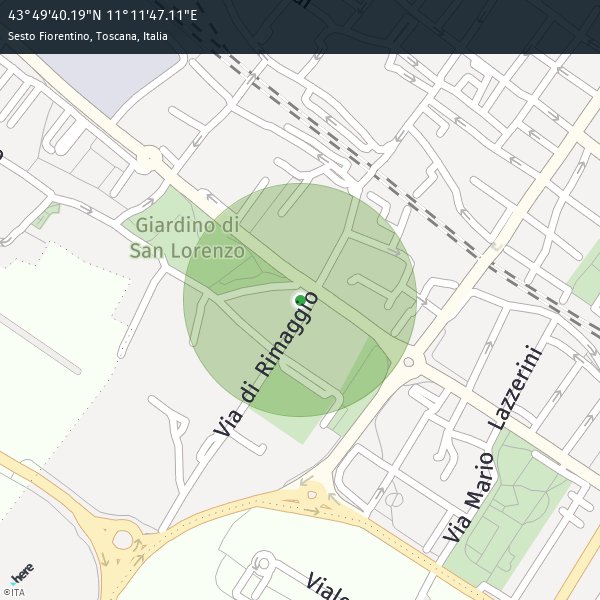 43°49'40.19"N 11°11'47.11"E
Sesto Fiorentino, Toscana, Italia
Giardino di
San Lorenzo
Via di Rimaggio
Via Mario Lazzerini
Viale
here
©ITA